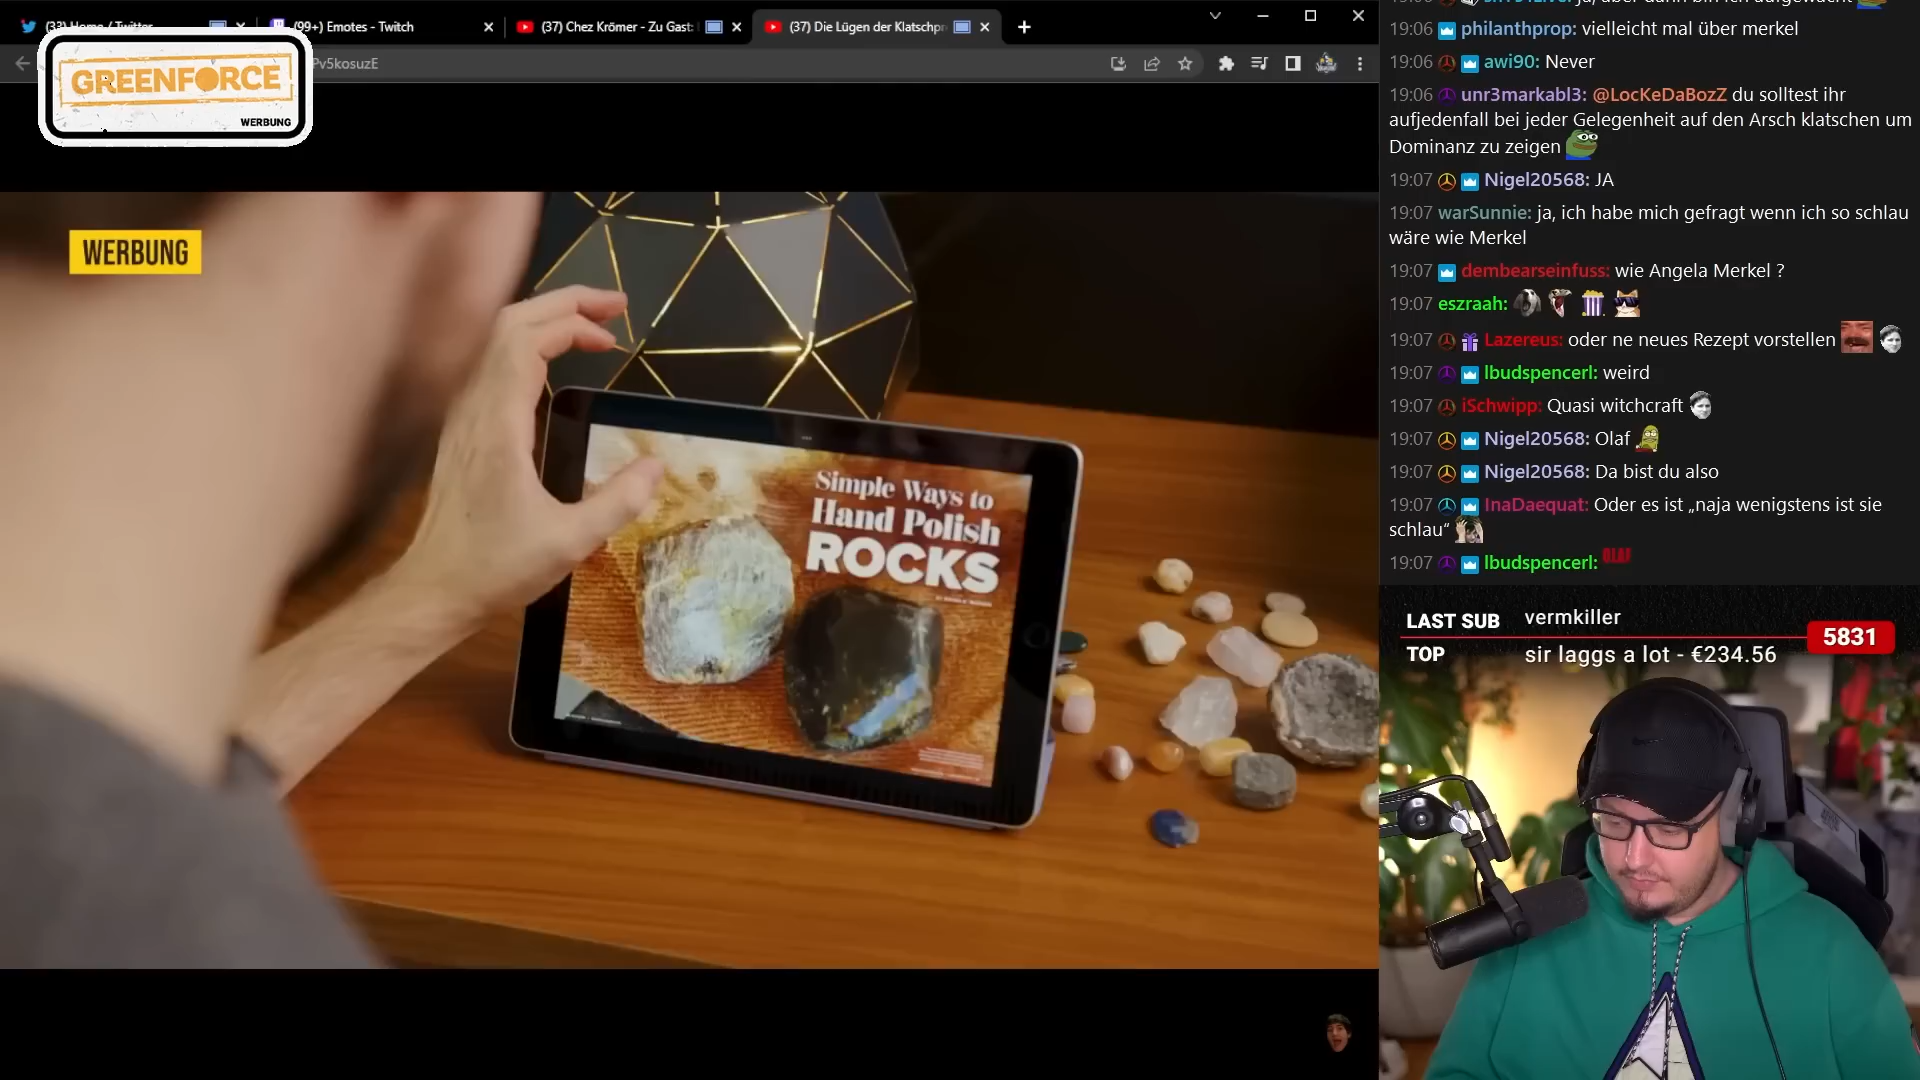 (33) Home / Twitter
(99+) Emotes - Twitch
(37) Chez Krömer - Zu Gast:
(37) Die Lügen der Klatschpr
Pv5kosuzE
GREENFORCE
WERBUNG
WERBUNG
Simple Ways to
Hand Polish
ROCKS
19:06 philanthrop: vielleicht mal über merkel
19:06 awi90: Never
19:06 unr3markabl3: @LocKeDaBozZ du solltest ihr
aufjedenfall bei jeder Gelegenheit auf den Arsch klatschen um
Dominanz zu zeigen
19:07 Nigel20568: JA
19:07 warSunnie: ja, ich habe mich gefragt wenn ich so schlau
wäre wie Merkel
19:07 dembearseinfuss: wie Angela Merkel ?
19:07 eszraah:
19:07 Lazereus: oder ne neues Rezept vorstellen
19:07 lbudspencerl: weird
19:07 iSchwipp: Quasi witchcraft
19:07 Nigel20568: Olaf
19:07 Nigel20568: Da bist du also
19:07 InaDaequat: Oder es ist „naja wenigstens ist sie
schlau“
19:07 lbudspencerl: OLAF
LAST SUB vermkiller
5831
TOP sir laggs a lot - €234.56